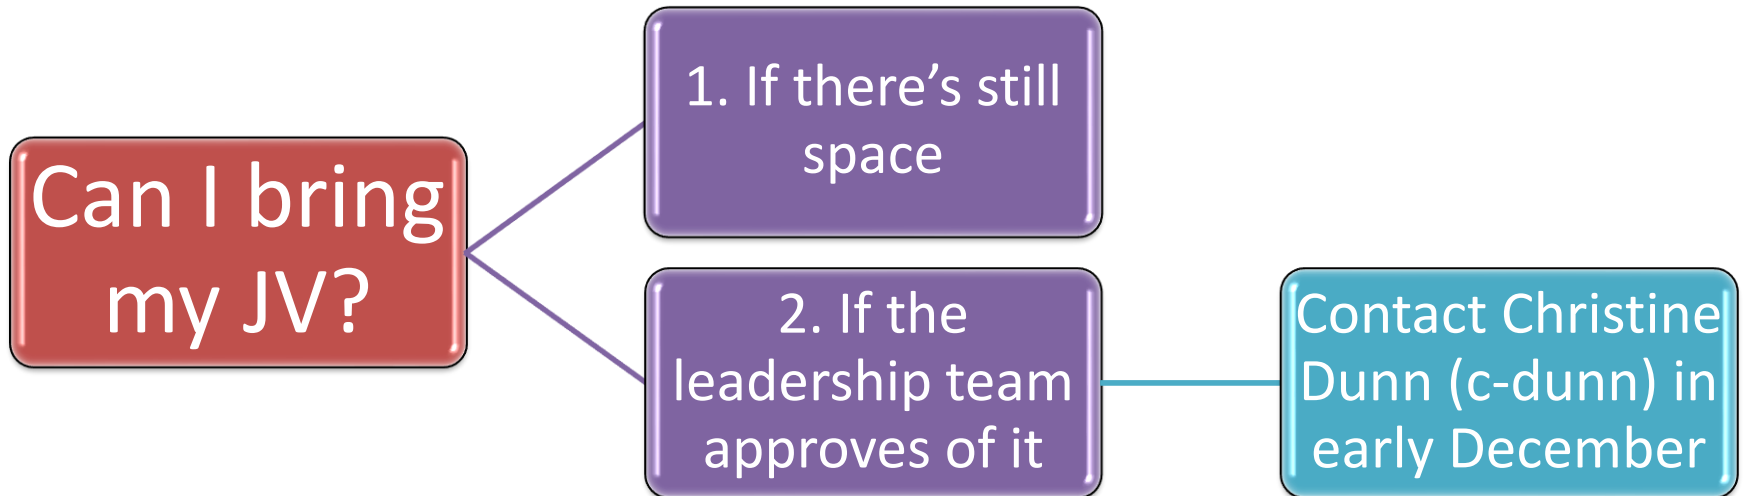 Can I bring
my JV?
1. If there’s still
space
2. If the
leadership team
approves of it
Contact Christine
Dunn (c-dunn) in
early December